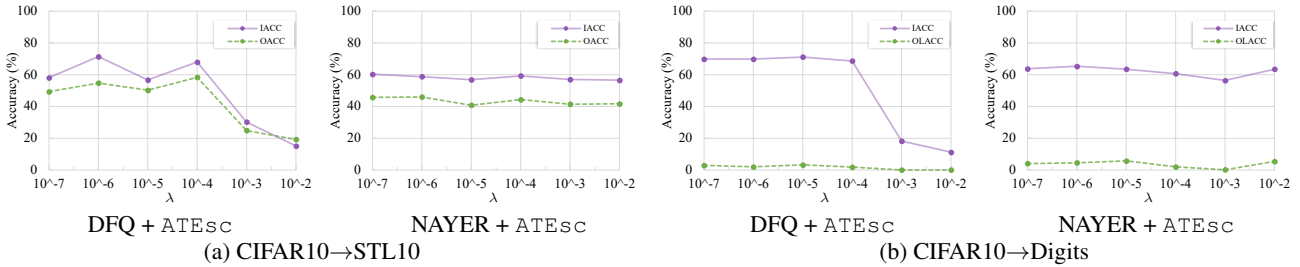 100
80
60
40
20
0
Accuracy (%)
IACC
OACC
10^-7 10^-6 10^-5 10^-4 10^-3 10^-2
λ
DFQ + ATEsc
100
80
60
40
20
0
Accuracy (%)
IACC
OACC
10^-7 10^-6 10^-5 10^-4 10^-3 10^-2
λ
NAYER + ATEsc
(a) CIFAR10→STL10
100
80
60
40
20
0
Accuracy (%)
IACC
OLACC
10^-7 10^-6 10^-5 10^-4 10^-3 10^-2
λ
DFQ + ATEsc
100
80
60
40
20
0
Accuracy (%)
IACC
OLACC
10^-7 10^-6 10^-5 10^-4 10^-3 10^-2
λ
NAYER + ATEsc
(b) CIFAR10→Digits